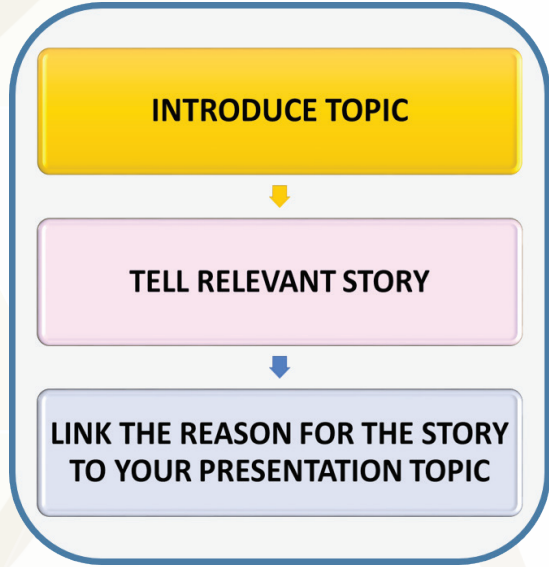 INTRODUCE TOPIC
TELL RELEVANT STORY
LINK THE REASON FOR THE STORY
TO YOUR PRESENTATION TOPIC